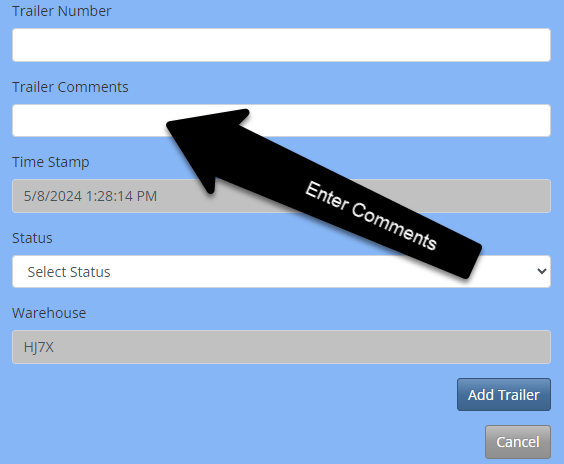 Trailer Number
Trailer Comments
Time Stamp
5/8/2024 1:28:14 PM
Enter Comments
Status
Select Status
Warehouse
HJ7X
Add Trailer
Cancel